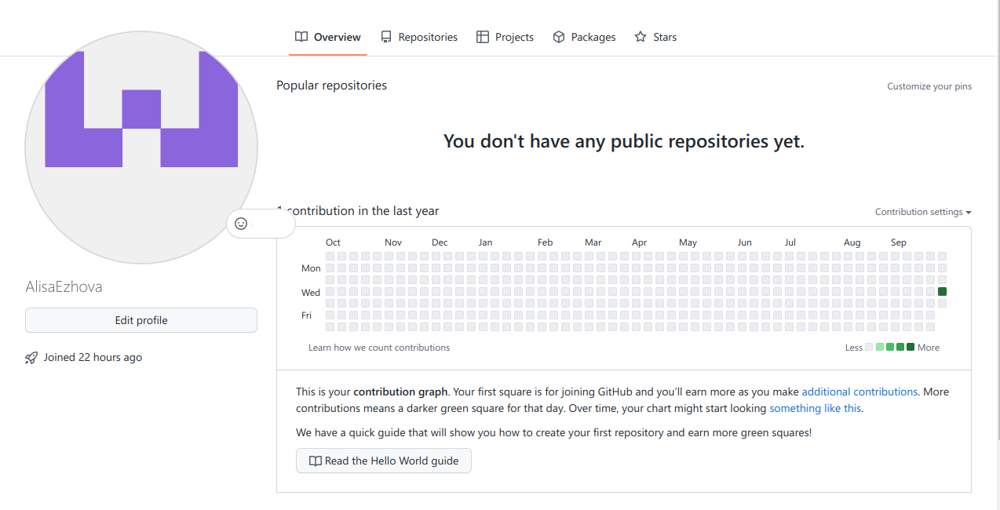 Overview Repositories Projects Packages Stars
Popular repositories
Customize your pins
You don't have any public repositories yet.
1 contribution in the last year
Contribution settings
Oct Nov Dec Jan Feb Mar Apr May Jun Jul Aug Sep
Mon
Wed
Fri
Learn how we count contributions
Less More
AlisaEzhova
Edit profile
Joined 22 hours ago
This is your contribution graph. Your first square is for joining GitHub and you'll earn more as you make additional contributions. More
contributions means a darker green square for that day. Over time, your chart might start looking something like this.
We have a quick guide that will show you how to create your first repository and earn more green squares!
Read the Hello World guide